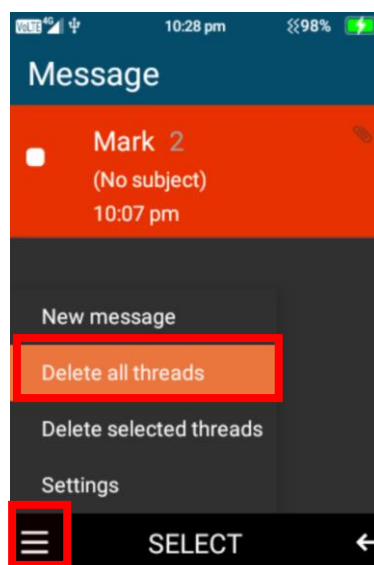 VoLTE 4G 10:28 pm 98%
Message
Mark 2
(No subject)
10:07 pm
New message
Delete all threads
Delete selected threads
Settings
SELECT